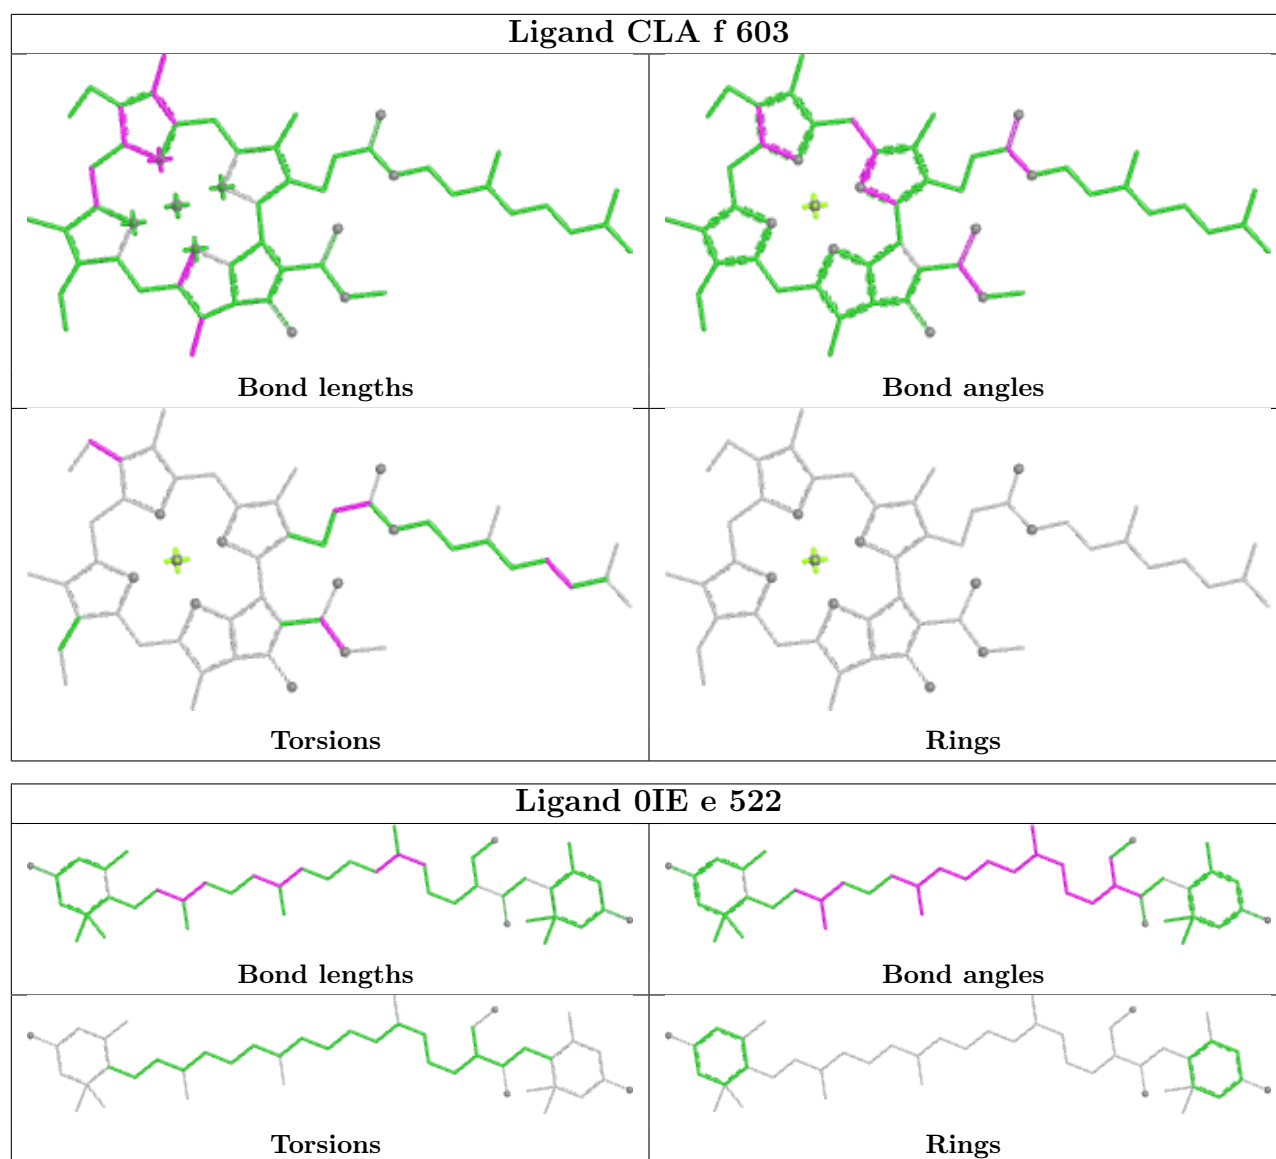 Ligand CLA f 603
Bond lengths
Bond angles
Torsions
Rings
Ligand 0IE e 522
Bond lengths
Bond angles
Torsions
Rings